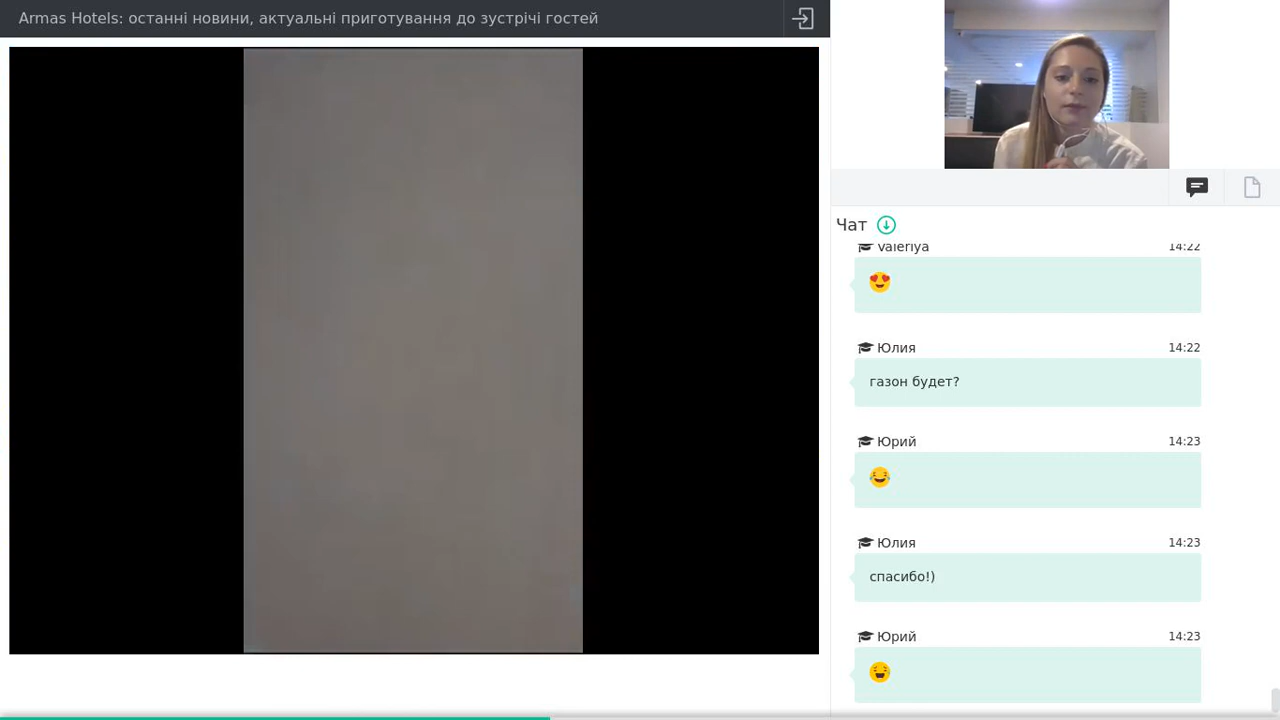 Armas Hotels: останні новини, актуальні приготування до зустрічі гостей
Чат
Valeriya 14:22
Юлия 14:22
газон будет?
Юрий 14:23
Юлия 14:23
спасибо!)
Юрий 14:23